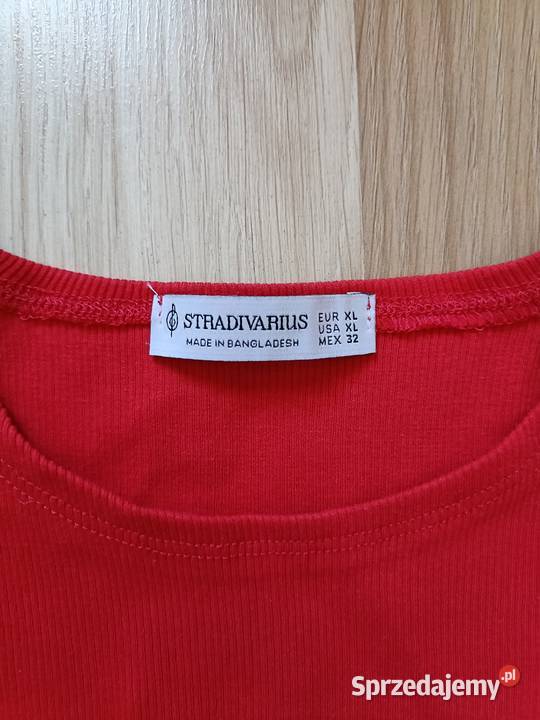 STRADIVARIUS
MADE IN BANGLADESH
EUR XL
USA XL
MEX 32
Sprzedajemy.pl